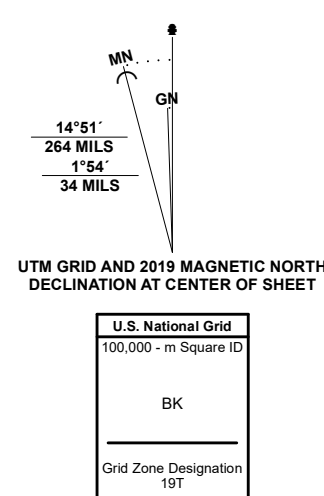 MN
GN
14°51´
264 MILS
1°54´
34 MILS
UTM GRID AND 2019 MAGNETIC NORTH
DECLINATION AT CENTER OF SHEET
U.S. National Grid
100,000 - m Square ID
BK
Grid Zone Designation
19T